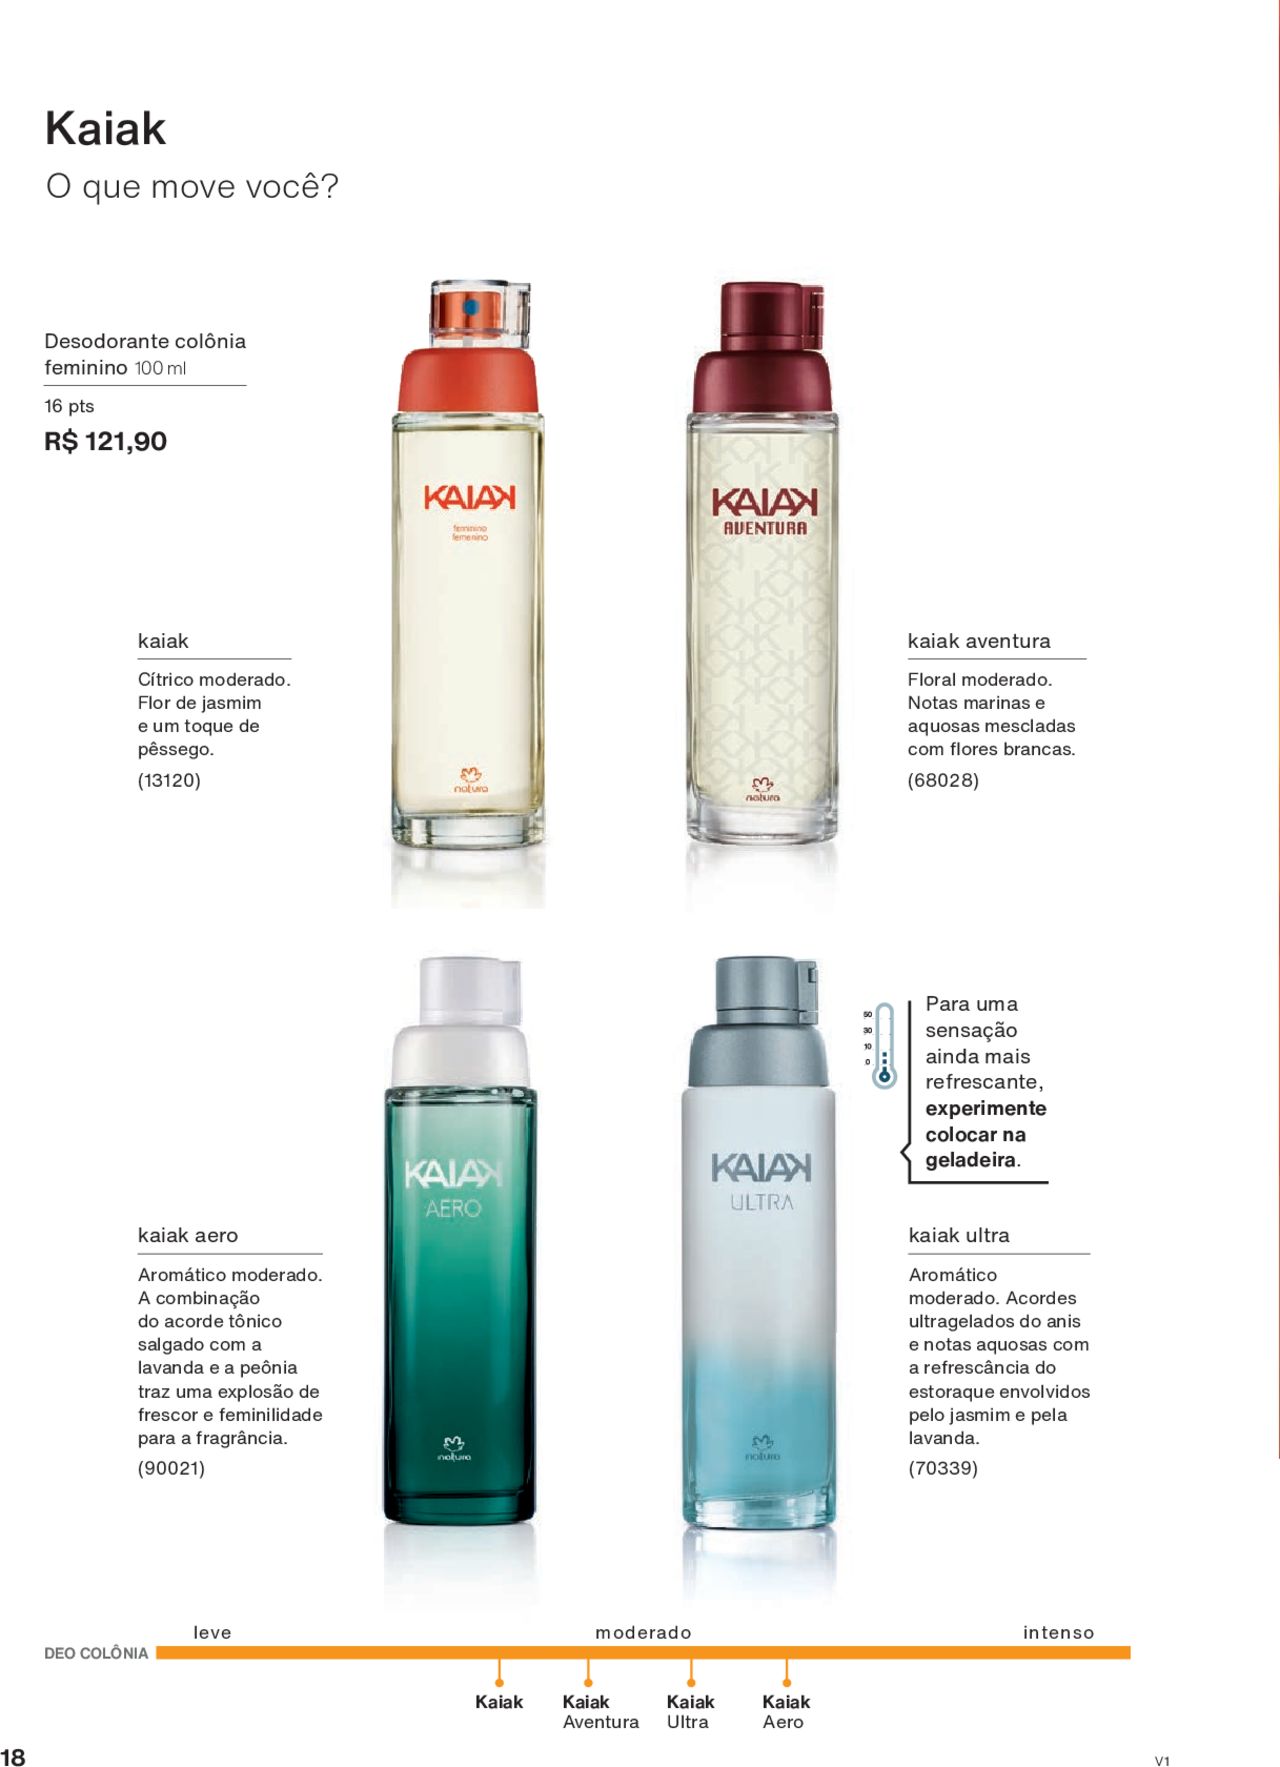 Kaiak
O que move você?
Desodorante colônia
feminino 100 ml
16 pts
R$ 121,90
KAIAK
feminino
femenino
natura
KAIAK
AVENTURA
natura
kaiak
Cítrico moderado.
Flor de jasmim
e um toque de
pêssego.
(13120)
kaiak aventura
Floral moderado.
Notas marinas e
aquosas mescladas
com flores brancas.
(68028)
KAIAK
AERO
natura
KAIAK
ULTRA
natura
50
30
10
0
Para uma
sensação
ainda mais
refrescante,
experimente
colocar na
geladeira.
kaiak aero
Aromático moderado.
A combinação
do acorde tônico
salgado com a
lavanda e a peônia
traz uma explosão de
frescor e feminilidade
para a fragrância.
(90021)
kaiak ultra
Aromático
moderado. Acordes
ultragelados do anis
e notas aquosas com
a refrescância do
estoraque envolvidos
pelo jasmim e pela
lavanda.
(70339)
leve moderado intenso
DEO COLÔNIA
Kaiak Kaiak Kaiak Kaiak
Aventura Ultra Aero
18
V1